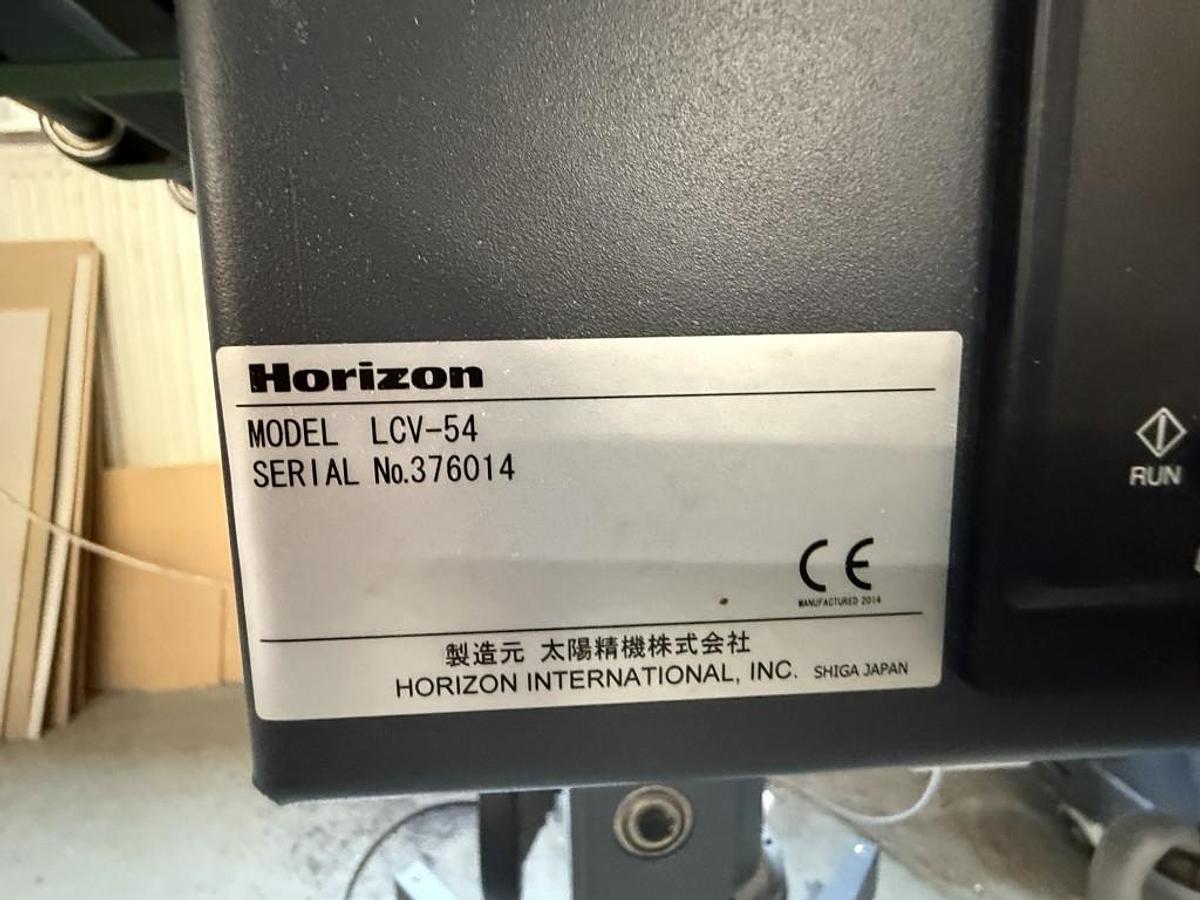 Horizon
MODEL LCV-54
SERIAL No.376014
CE
MANUFACTURED 2014
製造元 太陽精機株式会社
HORIZON INTERNATIONAL, INC. SHIGA JAPAN
RUN